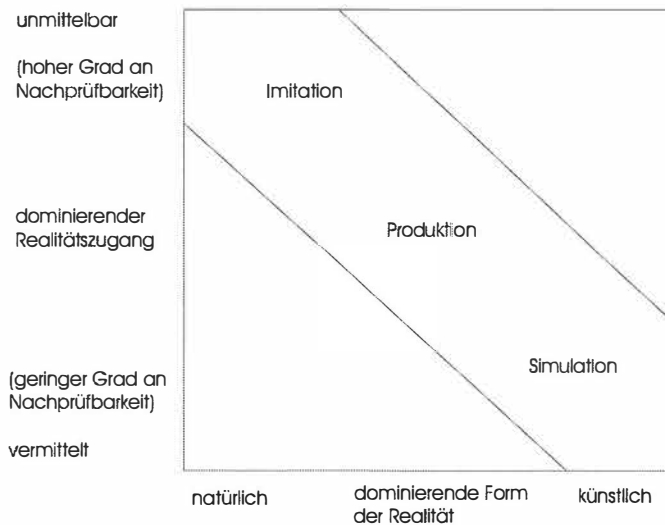 unmittelbar
(hoher Grad an
Nachprüfbarkeit)
Imitation
dominierender
Realitätszugang
Produktion
(geringer Grad an
Nachprüfbarkeit)
Simulation
vermittelt
natürlich
dominierende Form
der Realität
künstlich